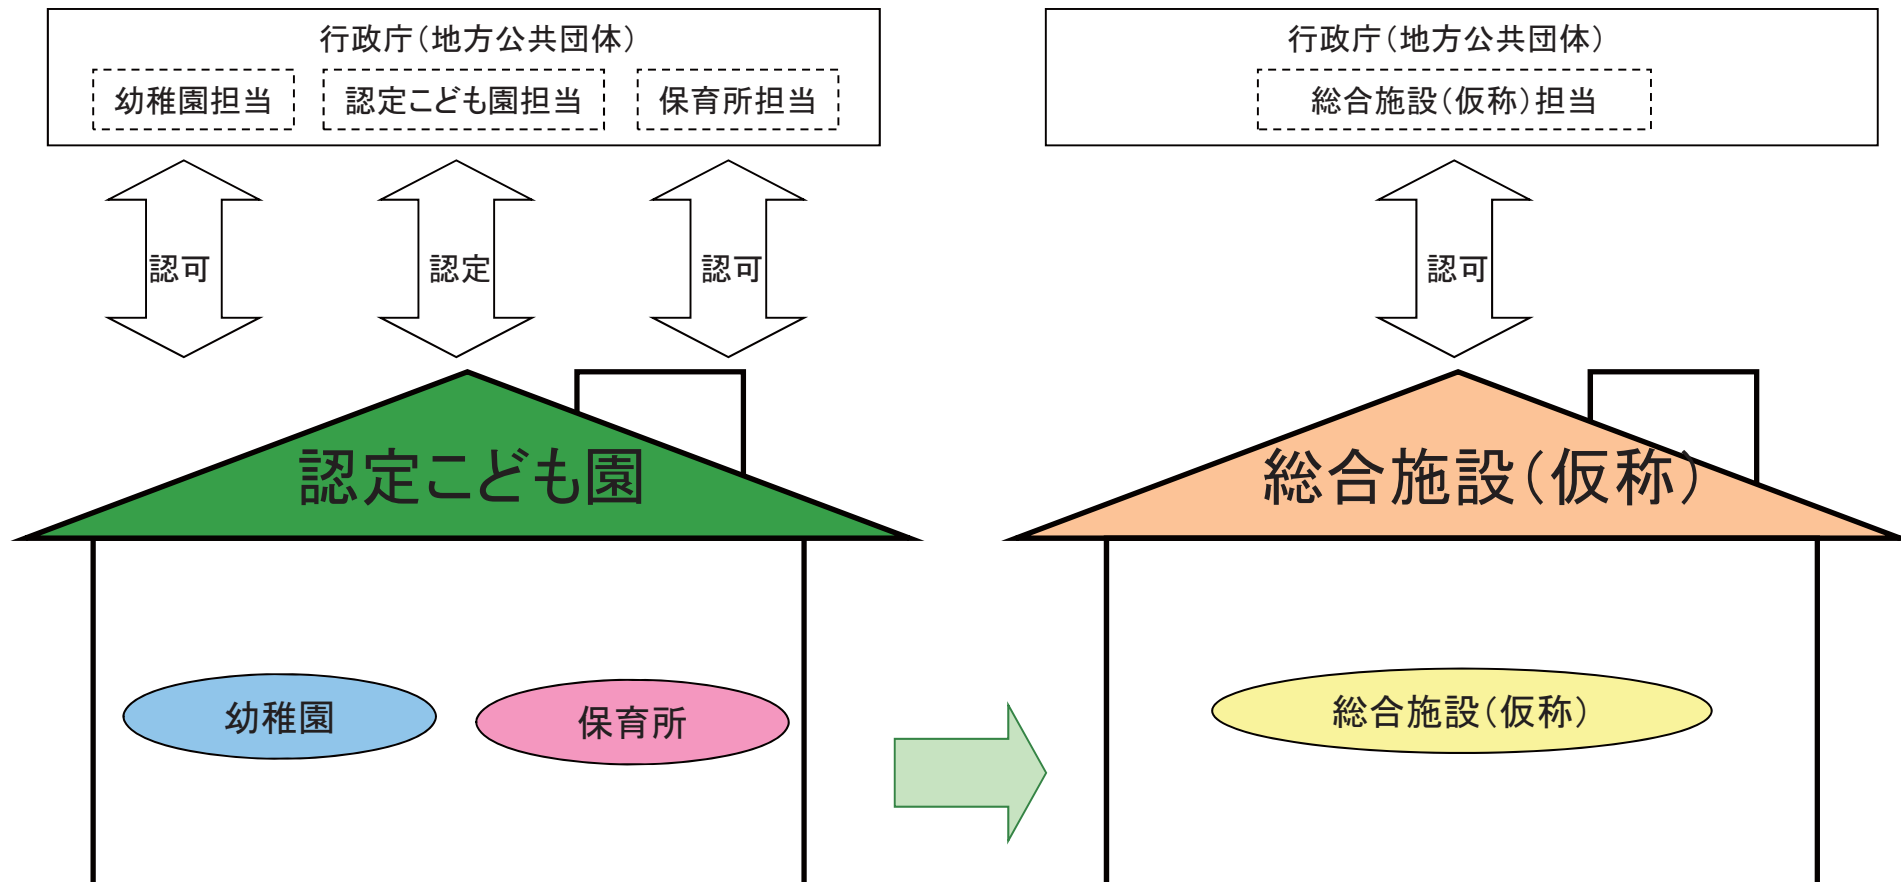 行政庁(地方公共団体)
幼稚園担当
認定こども園担当
保育所担当
認可
認定
認可
認定こども園
幼稚園
保育所
行政庁(地方公共団体)
総合施設(仮称)担当
認可
総合施設(仮称)
総合施設(仮称)